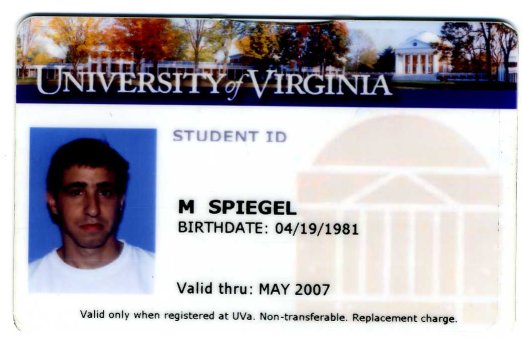 UNIVERSITY of VIRGINIA
STUDENT ID
M SPIEGEL
BIRTHDATE: 04/19/1981
Valid thru: MAY 2007
Valid only when registered at UVa. Non-transferable. Replacement charge.